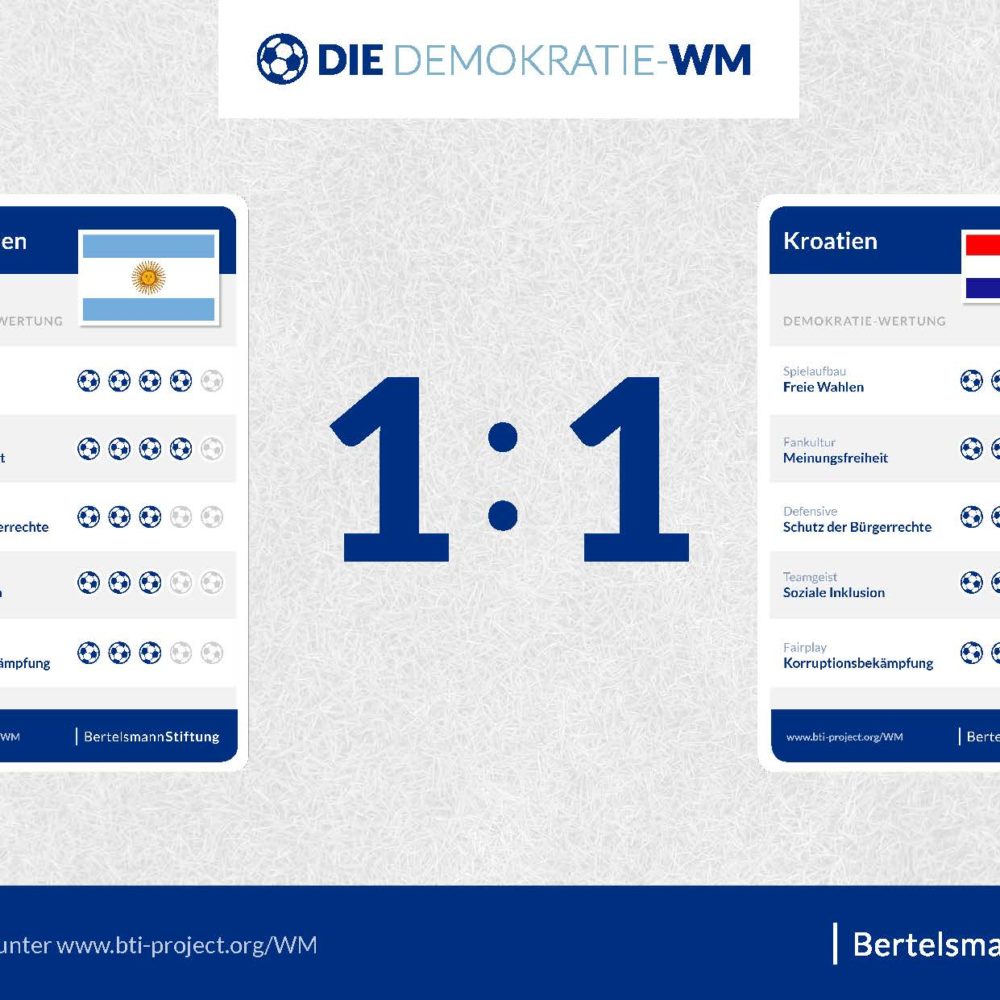 DIE DEMOKRATIE-WM
en
WERTUNG
t
errechte
n
ämpfung
WM
BertelsmannStiftung
1:1
Kroatien
DEMOKRATIE-WERTUNG
Spielaufbau
Freie Wahlen
Fankultur
Meinungsfreiheit
Defensive
Schutz der Bürgerrechte
Teamgeist
Soziale Inklusion
Fairplay
Korruptionsbekämpfung
www.bti-project.org/WM
Berte
unter www.bti-project.org/WM
Bertelsma